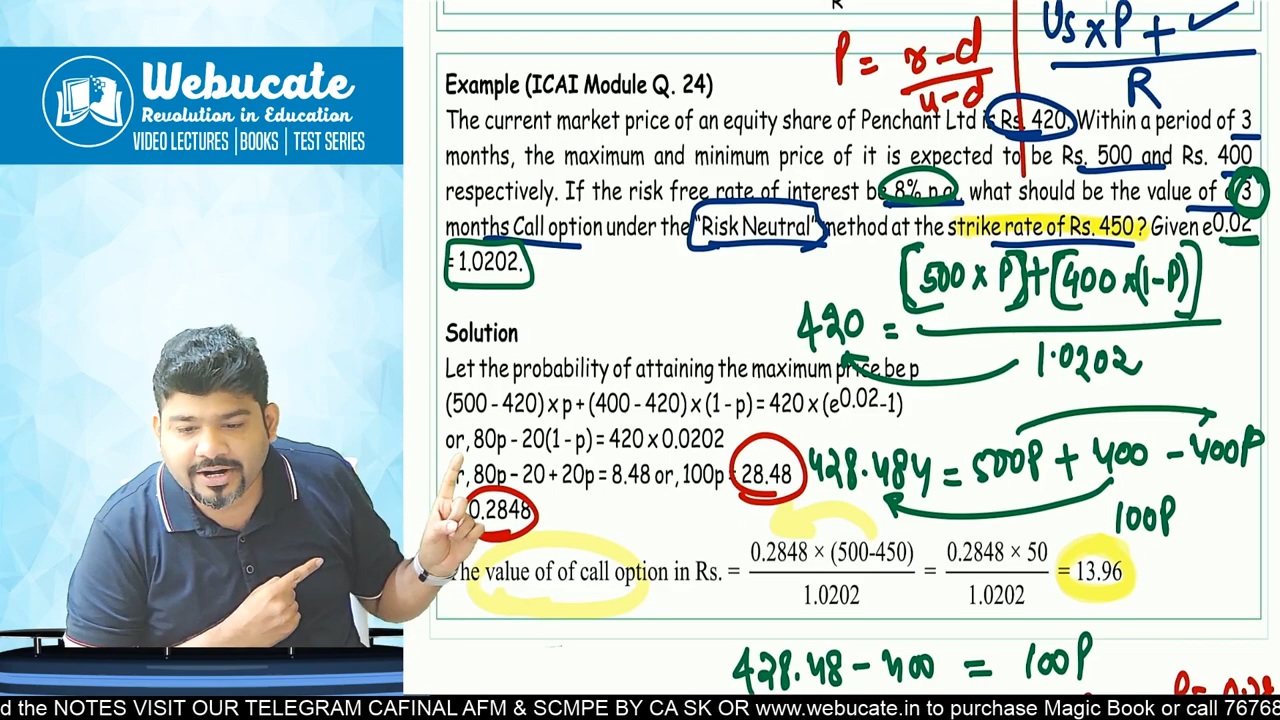 R
Webucate
Revolution in Education
VIDEO LECTURES | BOOKS | TEST SERIES
P = r-d
u-d
Us x P +
R
Example (ICAI Module Q. 24)
The current market price of an equity share of Penchant Ltd is Rs. 420. Within a period of 3
months, the maximum and minimum price of it is expected to be Rs. 500 and Rs. 400
respectively. If the risk free rate of interest be 8% p.a., what should be the value of a 3
months Call option under the "Risk Neutral" method at the strike rate of Rs. 450 ? Given e0.02
= 1.0202.
420 = [500 x P] + [400 x (1-P)]
1.0202
Solution
Let the probability of attaining the maximum price be p
(500 - 420) x p + (400 - 420) x (1 - p) = 420 x (e0.02-1)
or, 80p - 20(1 - p) = 420 x 0.0202
r, 80p - 20 + 20p = 8.48 or, 100p = 28.48
0.2848
428.484 = 500P + 400 - 400P
100P
The value of of call option in Rs. = 0.2848 × (500-450) = 0.2848 × 50 = 13.96
1.0202 1.0202
428.48 - 400 = 100P
d the NOTES VISIT OUR TELEGRAM CAFINAL AFM & SCMPE BY CA SK OR www.webucate.in to purchase Magic Book or call 76768